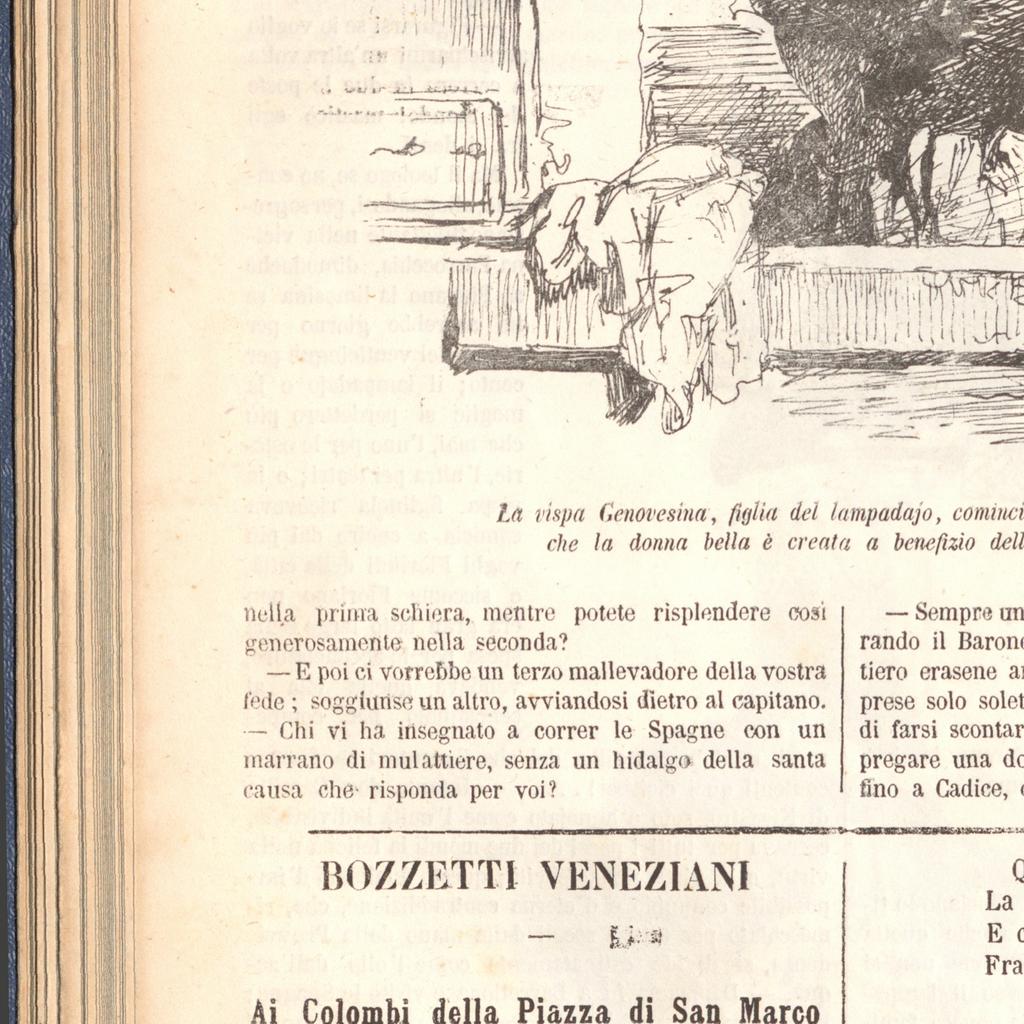 La vispa Genovesina, figlia del lampadajo, cominci
che la donna bella è creata a benefizio dell
nella prima schiera, mentre potete risplendere così
generosamente nella seconda?
— E poi ci vorrebbe un terzo mallevadore della vostra
fede ; soggiunse un altro, avviandosi dietro al capitano.
— Chi vi ha insegnato a correr le Spagne con un
marrano di mulattiere, senza un hidalgo della santa
causa che risponda per voi?
— Sempre un
rando il Barone
tiero erasene a
prese solo solet
di farsi scontar
pregare una do
fino a Cadice,
BOZZETTI VENEZIANI
Ai Colombi della Piazza di San Marco
Q
La
E c
Fra